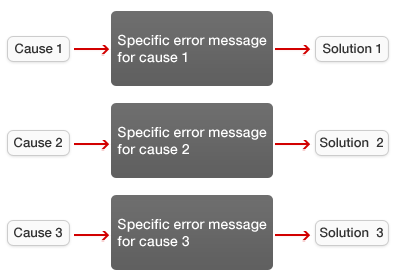 Cause 1
Specific error message
for cause 1
Solution 1
Cause 2
Specific error message
for cause 2
Solution 2
Cause 3
Specific error message
for cause 3
Solution 3